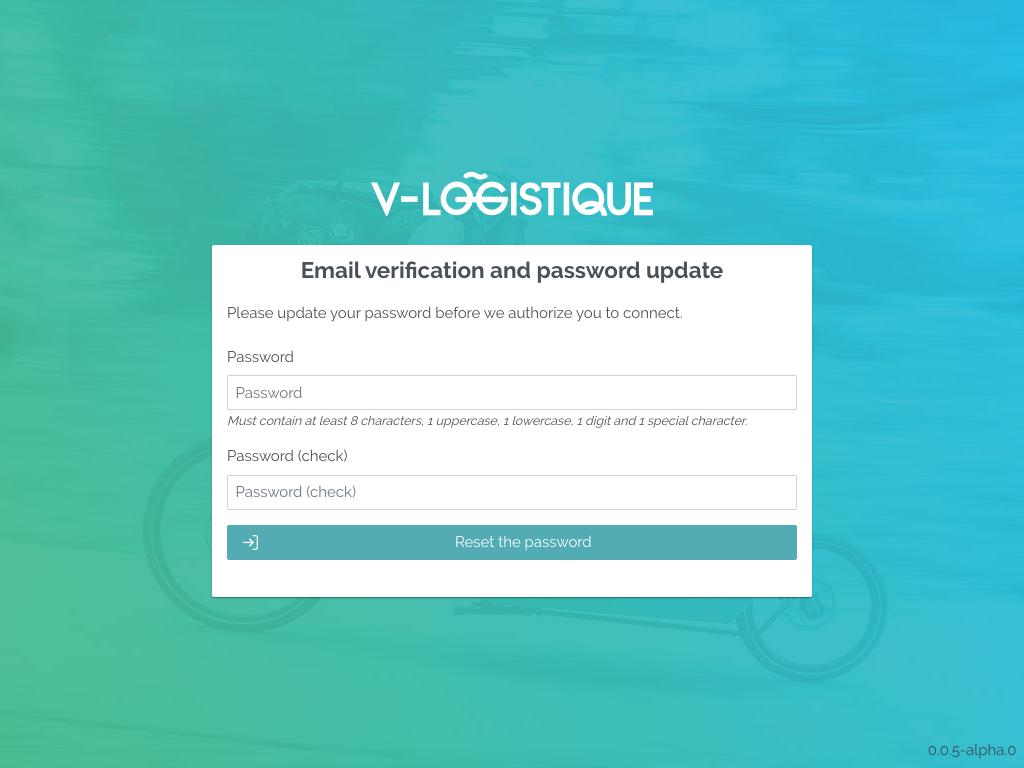 V-LOGISTIQUE
Email verification and password update
Please update your password before we authorize you to connect.
Password
Password
Must contain at least 8 characters, 1 uppercase, 1 lowercase, 1 digit and 1 special character.
Password (check)
Password (check)
Reset the password
0.0.5-alpha.0